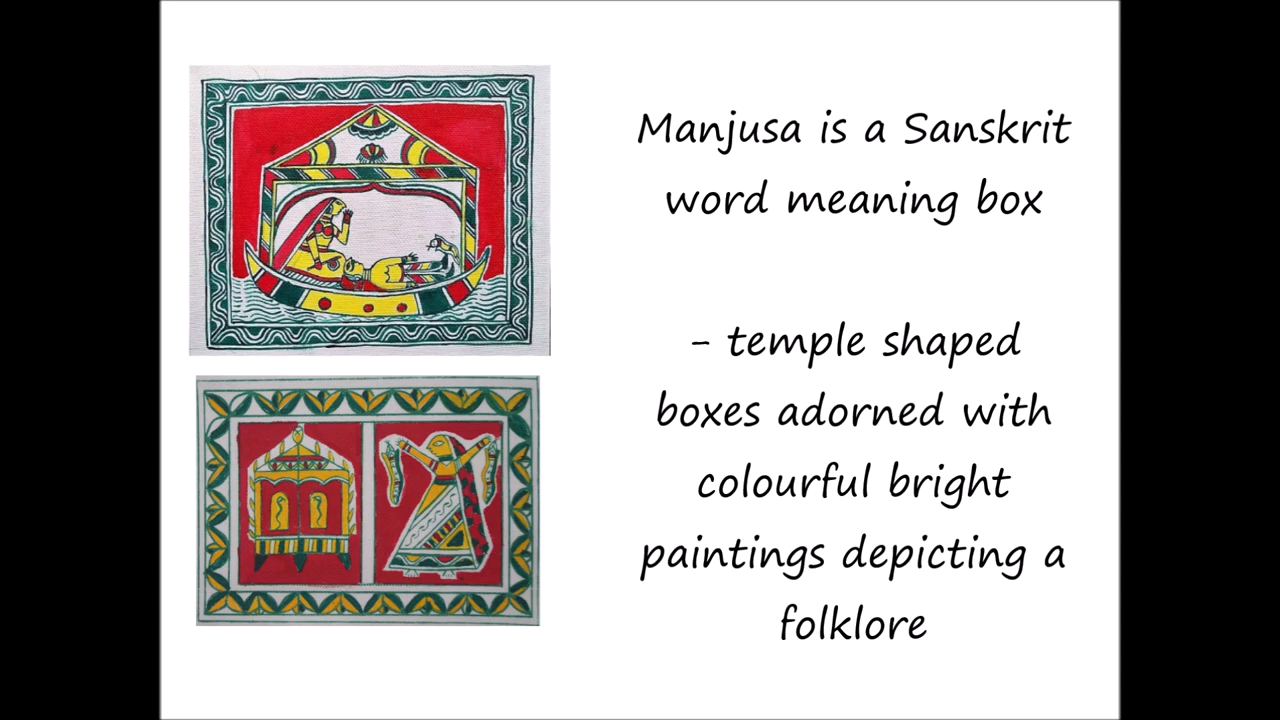 Manjusa is a Sanskrit
word meaning box
- temple shaped
boxes adorned with
colourful bright
paintings depicting a
folklore